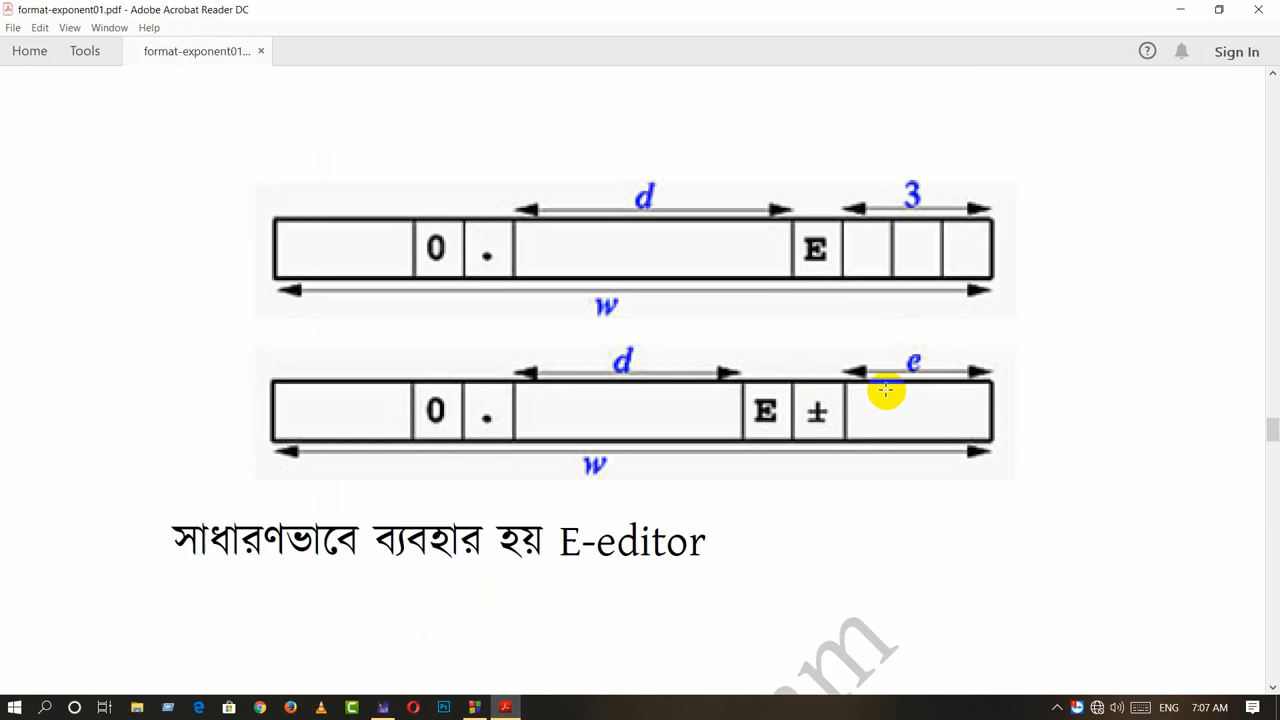 format-exponent01.pdf - Adobe Acrobat Reader DC
File Edit View Window Help
Home Tools format-exponent01... × Sign In
d 3
0 . E
w
d e
0 . E ±
w
সাধারণভাবে ব্যবহার হয় E-editor
am
ENG 7:07 AM